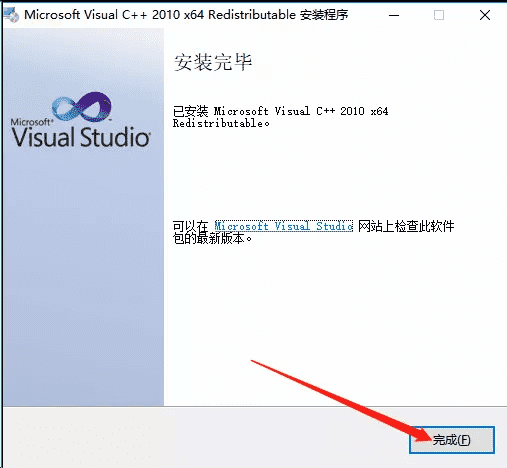 Microsoft Visual C++ 2010 x64 Redistributable 安装程序
Microsoft®
Visual Studio®
安装完毕
已安装 Microsoft Visual C++ 2010 x64
Redistributable。
可以在 Microsoft Visual Studio 网站上检查此软件
包的最新版本。
完成(F)